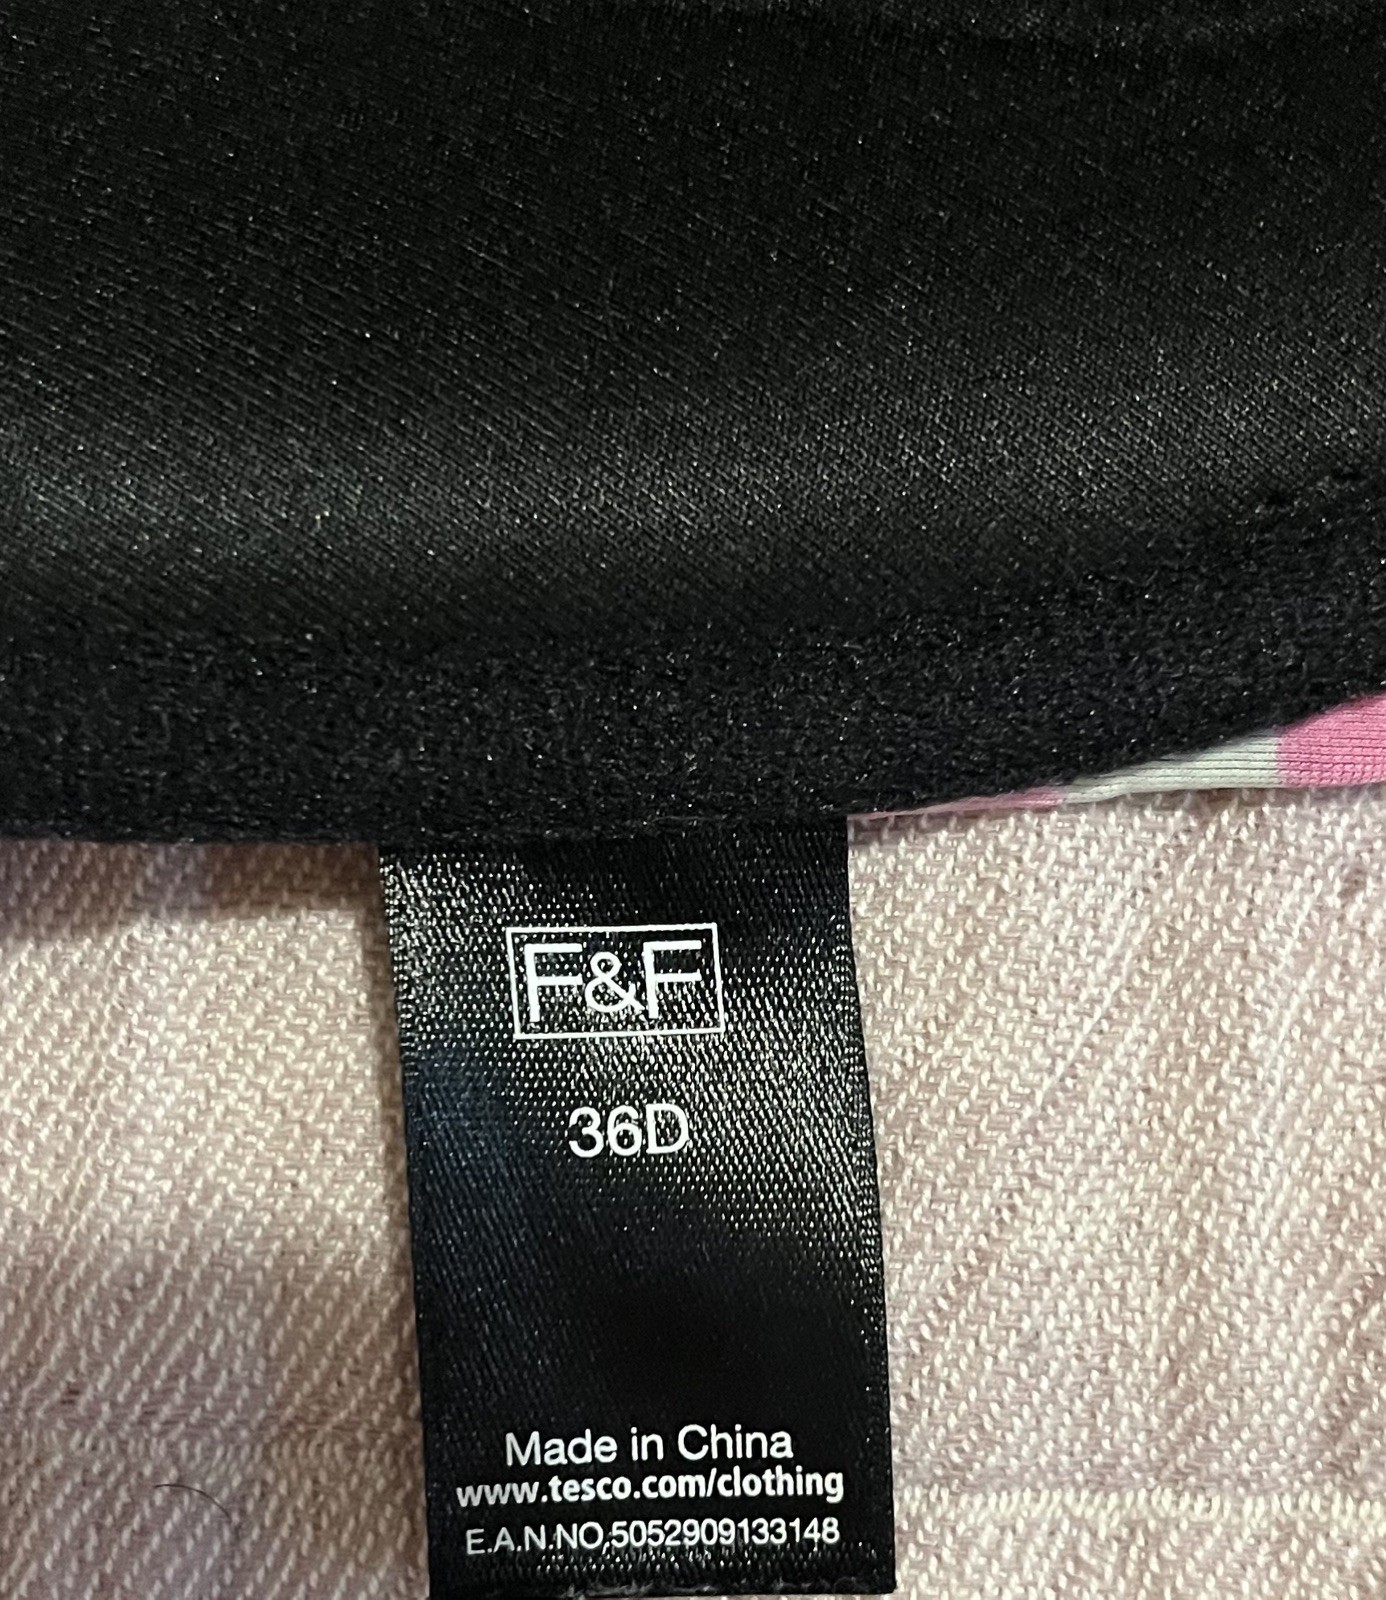 F&F
36D
Made in China
www.tesco.com/clothing
E.A.N.NO,5052909133148